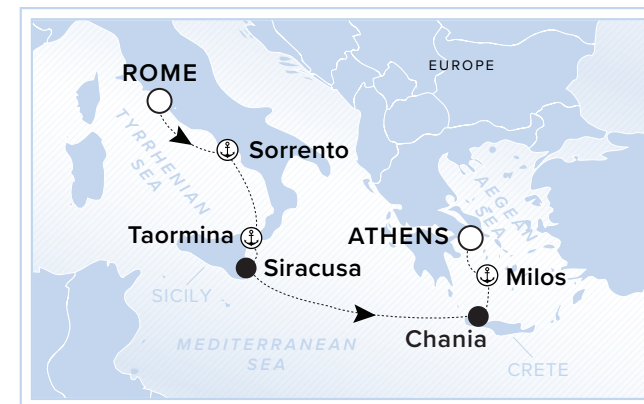 EUROPE
ROME
TYRRHENIAN
SEA
Sorrento
AEGEAN
SEA
Taormina
ATHENS
Siracusa
Milos
SICILY
Chania
MEDITERRANEAN
SEA
CRETE